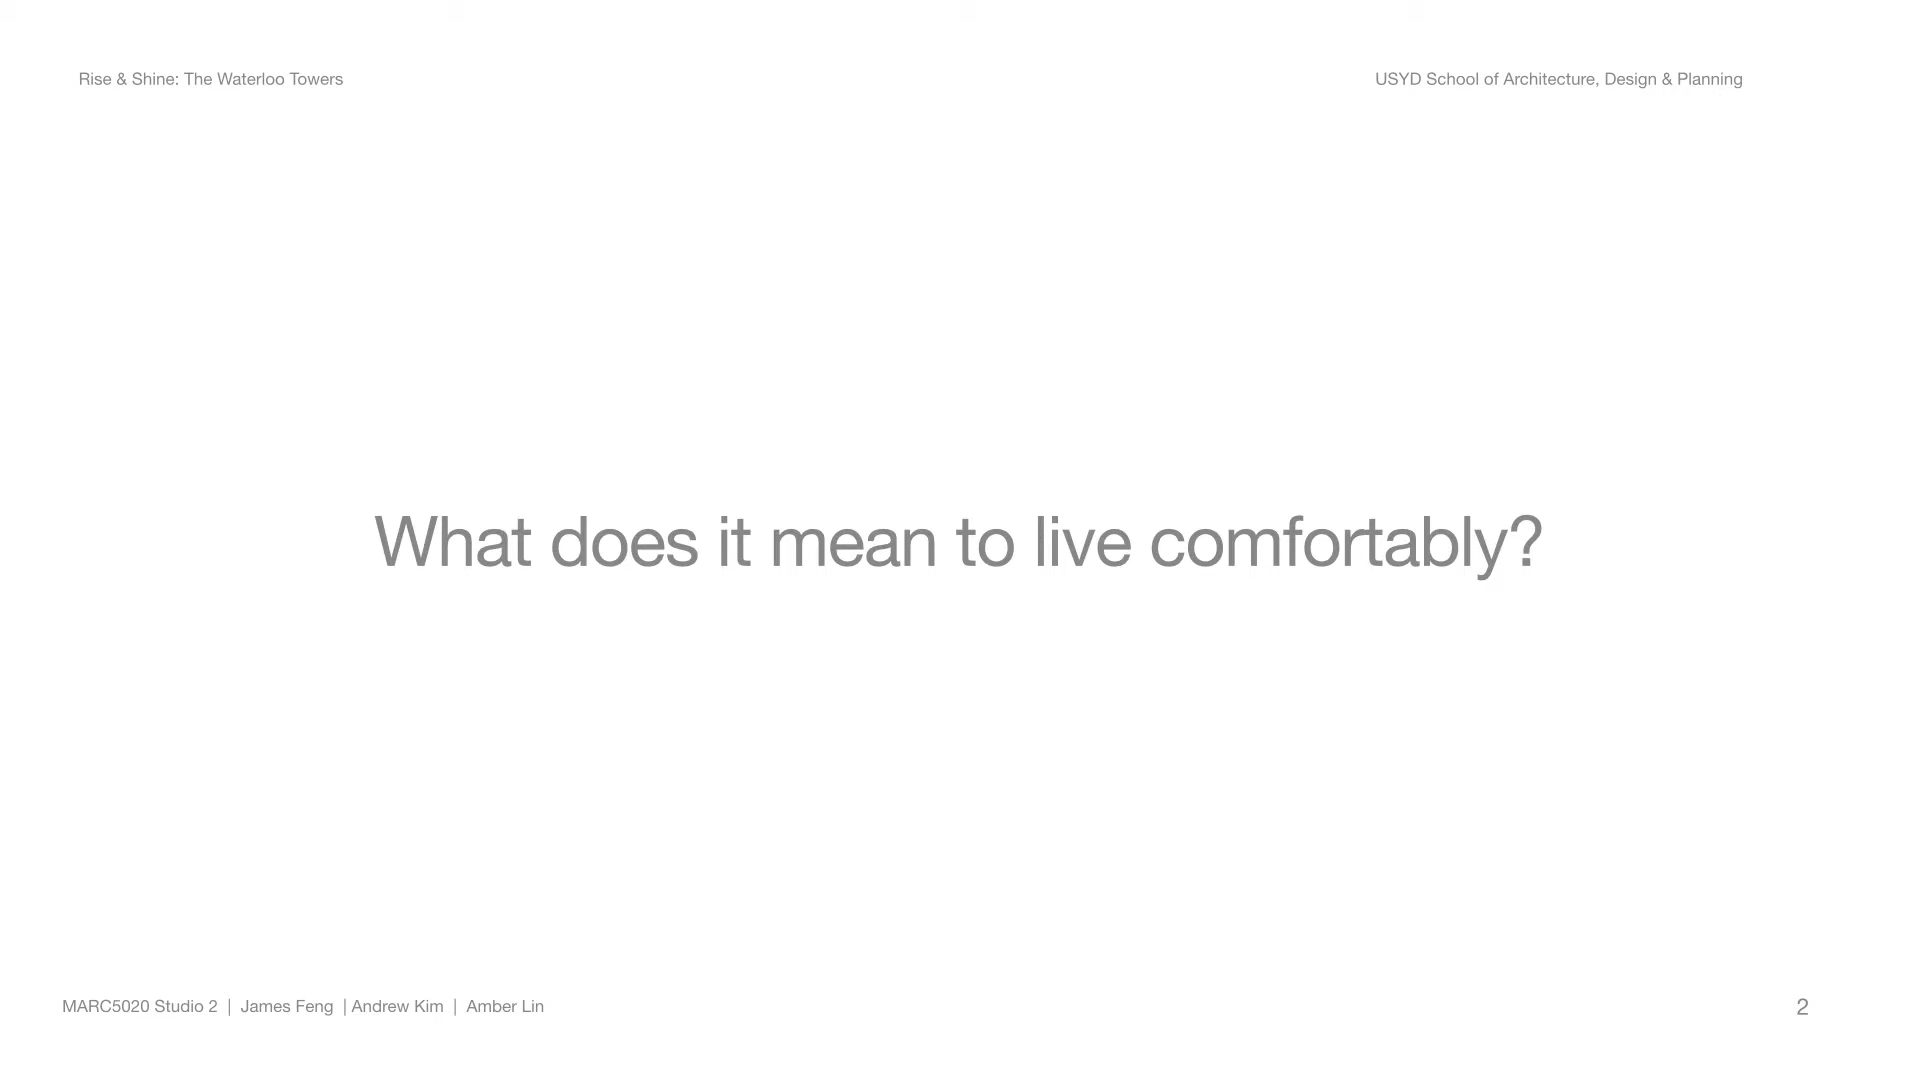 Rise & Shine: The Waterloo Towers
USYD School of Architecture, Design & Planning
What does it mean to live comfortably?
MARC5020 Studio 2 | James Feng | Andrew Kim | Amber Lin
2